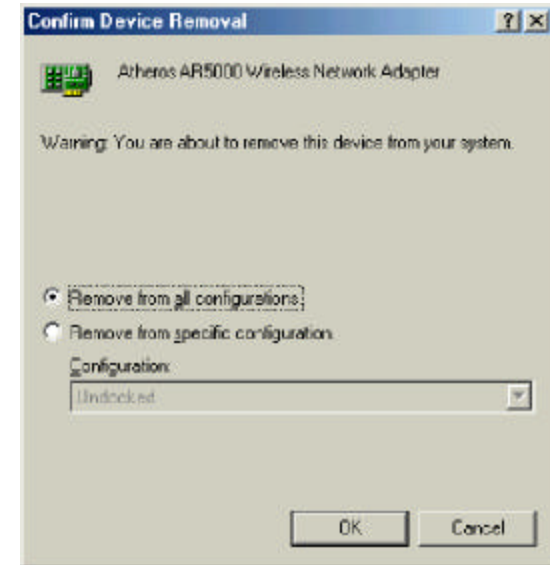 Confirm Device Removal
Atheros AR5000 Wireless Network Adapter
Warning: You are about to remove this device from your system.
Remove from all configurations.
Remove from specific configuration.
Configuration:
Undocked
OK
Cancel